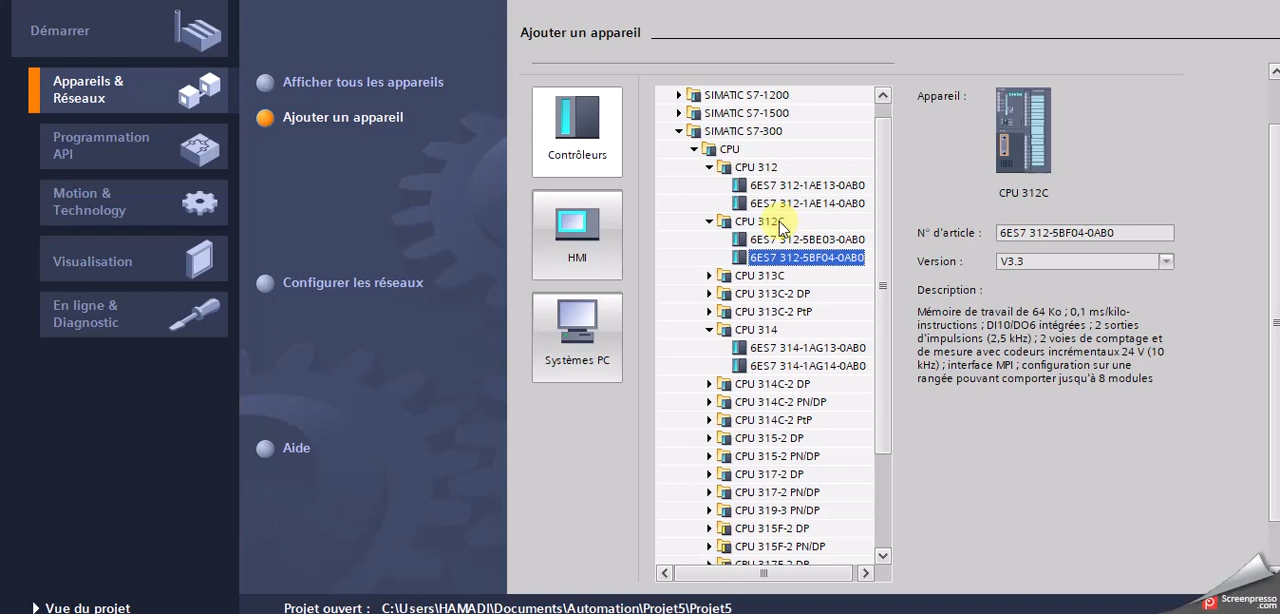 Démarrer
Appareils &
Réseaux
Programmation
API
Motion &
Technology
Visualisation
En ligne &
Diagnostic
Vue du projet
Afficher tous les appareils
Ajouter un appareil
Configurer les réseaux
Aide
Projet ouvert : C:\Users\HAMADI\Documents\Automation\Projet5\Projet5
Ajouter un appareil
Contrôleurs
HMI
Systèmes PC
SIMATIC S7-1200
SIMATIC S7-1500
SIMATIC S7-300
CPU
CPU 312
6ES7 312-1AE13-0AB0
6ES7 312-1AE14-0AB0
CPU 312C
6ES7 312-5BE03-0AB0
6ES7 312-5BF04-0AB0
CPU 313C
CPU 313C-2 DP
CPU 313C-2 PtP
CPU 314
6ES7 314-1AG13-0AB0
6ES7 314-1AG14-0AB0
CPU 314C-2 DP
CPU 314C-2 PN/DP
CPU 314C-2 PtP
CPU 315-2 DP
CPU 315-2 PN/DP
CPU 317-2 DP
CPU 317-2 PN/DP
CPU 319-3 PN/DP
CPU 315F-2 DP
CPU 315F-2 PN/DP
CPU 317F-2 DP
Appareil :
CPU 312C
N° d'article : 6ES7 312-5BF04-0AB0
Version : V3.3
Description :
Mémoire de travail de 64 Ko ; 0,1 ms/kilo-
instructions ; DI10/DO6 intégrées ; 2 sorties
d'impulsions (2,5 kHz) ; 2 voies de comptage et
de mesure avec codeurs incrémentaux 24 V (10
kHz) ; interface MPI ; configuration sur une
rangée pouvant comporter jusqu'à 8 modules
Screenpresso
.com